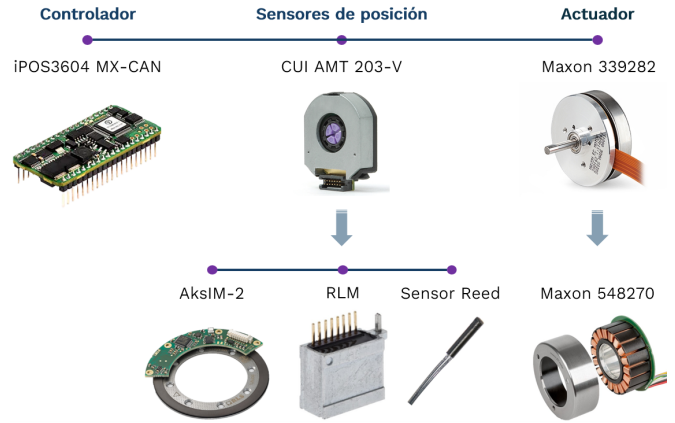 Controlador
Sensores de posición
Actuador
iPOS3604 MX-CAN
CUI AMT 203-V
Maxon 339282
AksIM-2
RLM
Sensor Reed
Maxon 548270